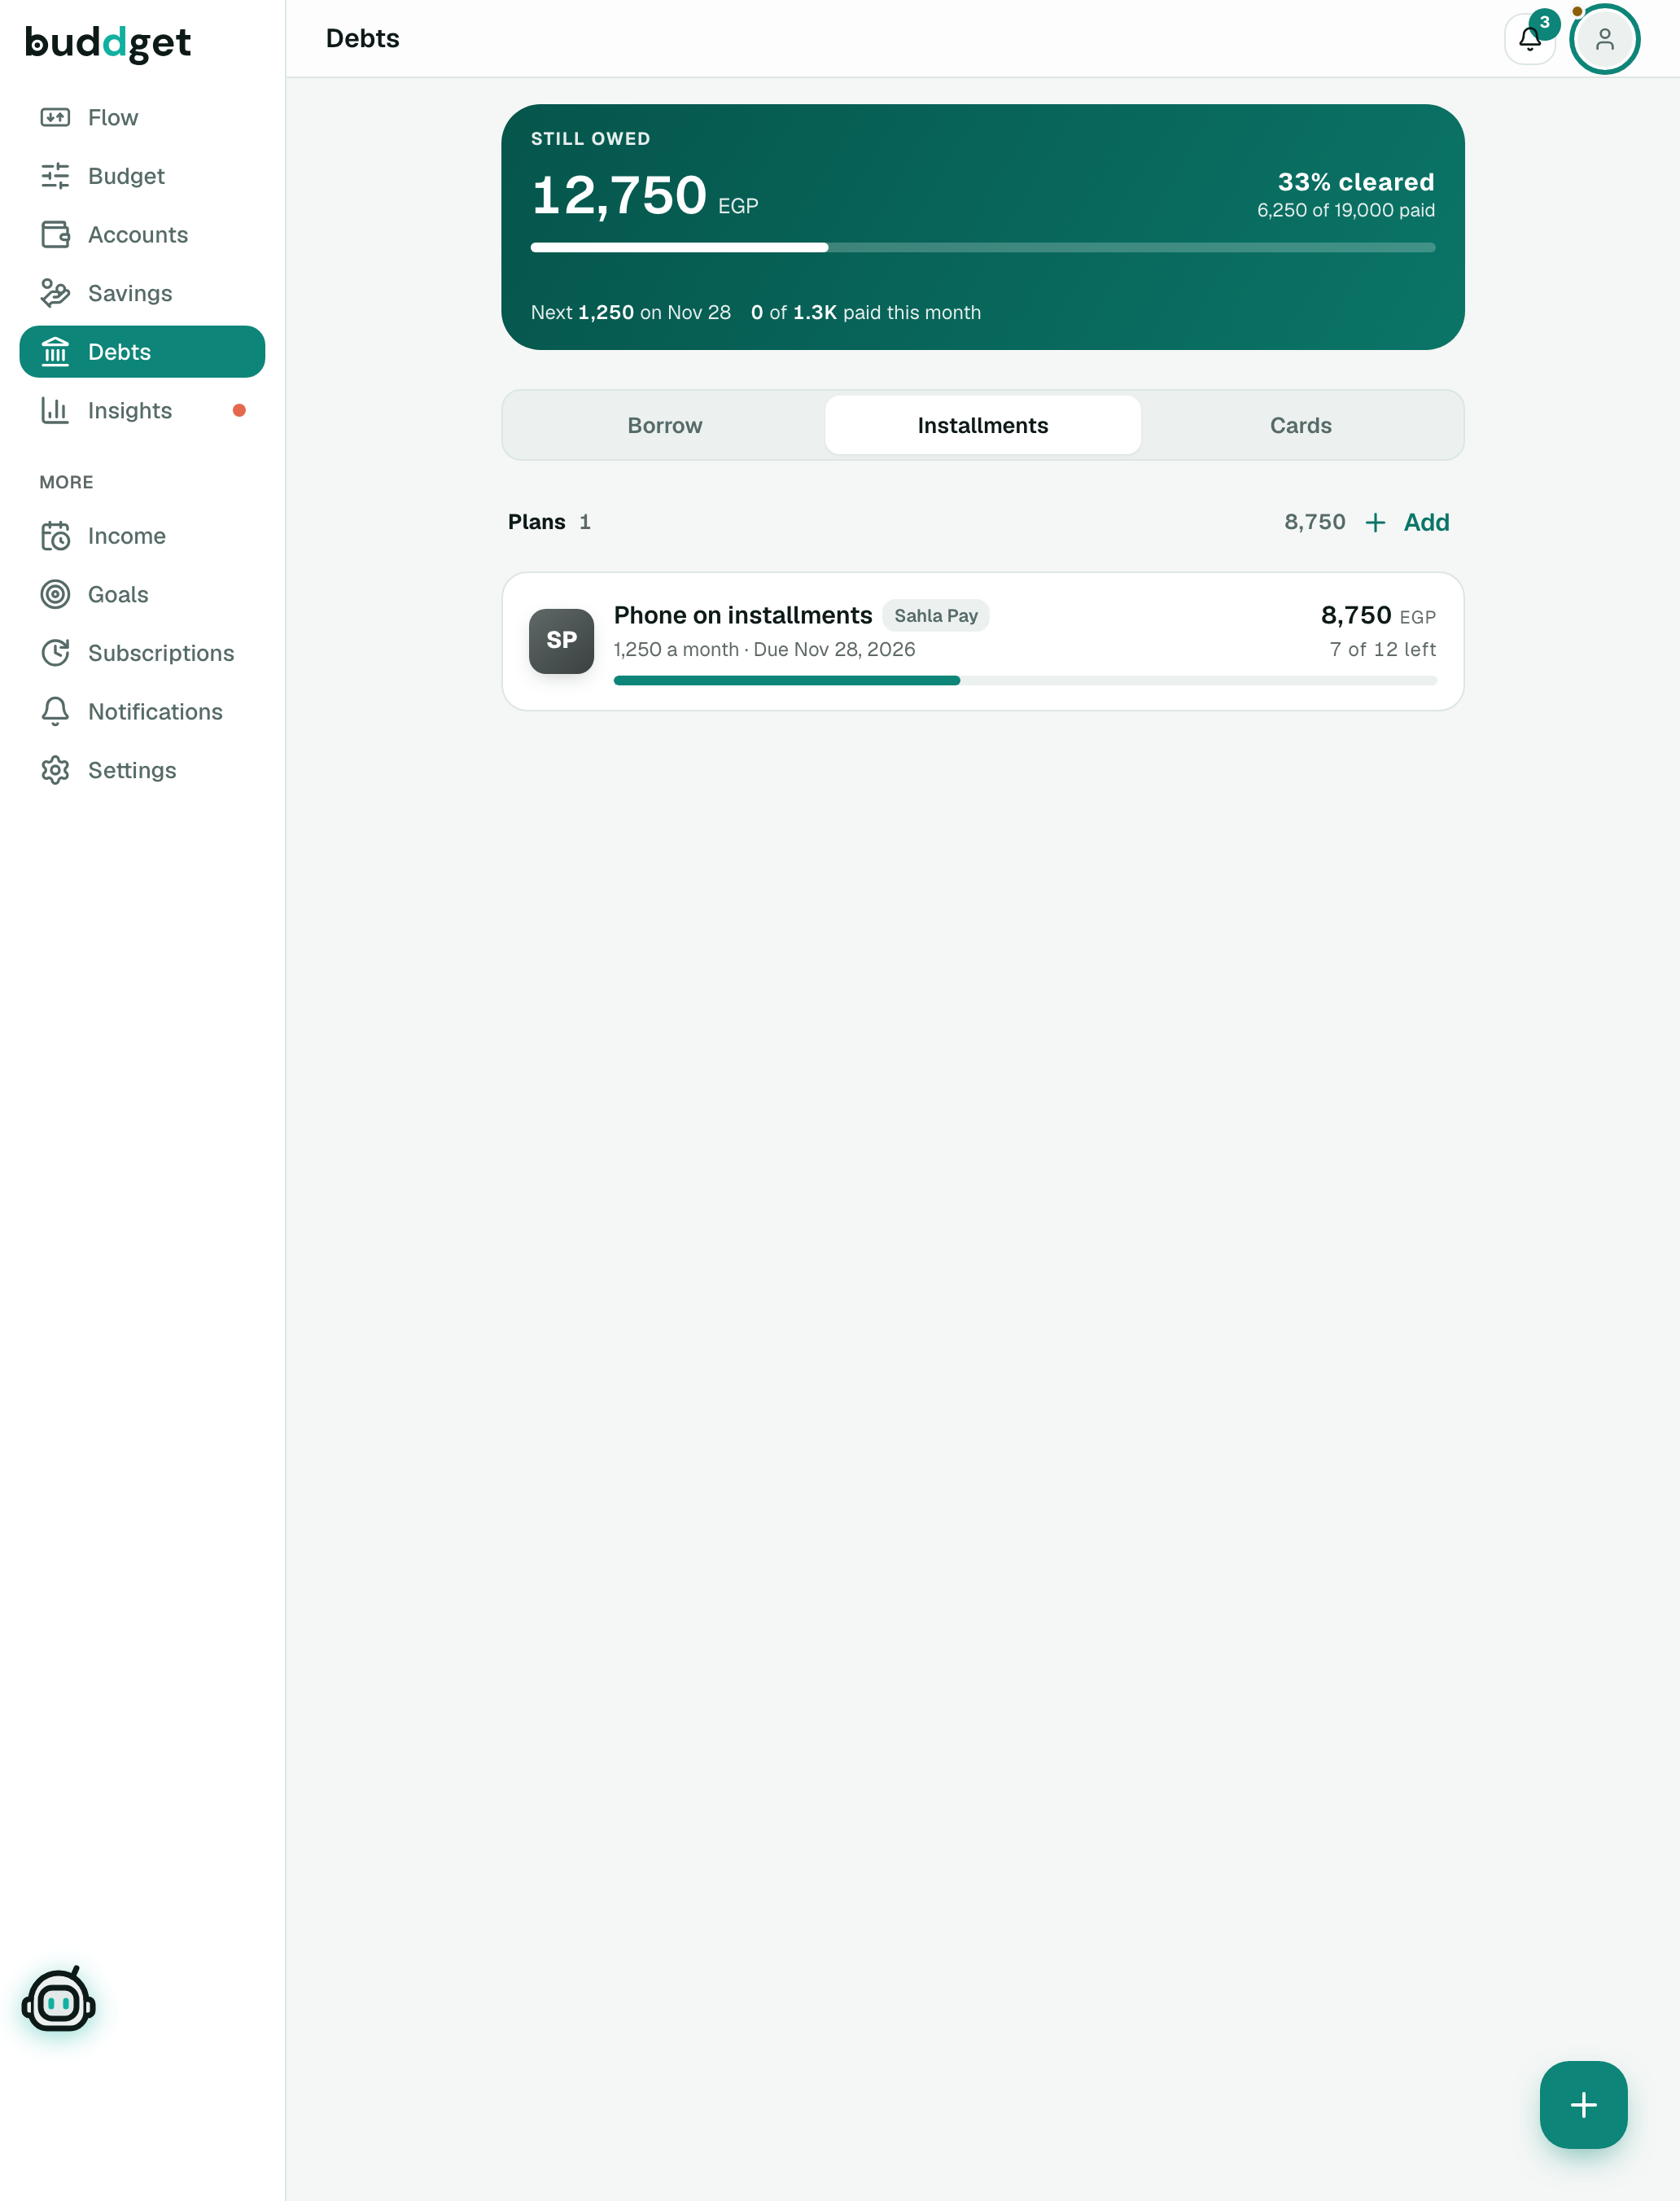 buddget
Flow
Budget
Accounts
Savings
Debts
Insights
MORE
Income
Goals
Subscriptions
Notifications
Settings
Debts
3
STILL OWED
12,750 EGP
33% cleared
6,250 of 19,000 paid
Next 1,250 on Nov 28 0 of 1.3K paid this month
Borrow Installments Cards
Plans 1 8,750 + Add
SP
Phone on installments Sahla Pay 8,750 EGP
1,250 a month · Due Nov 28, 2026 7 of 12 left